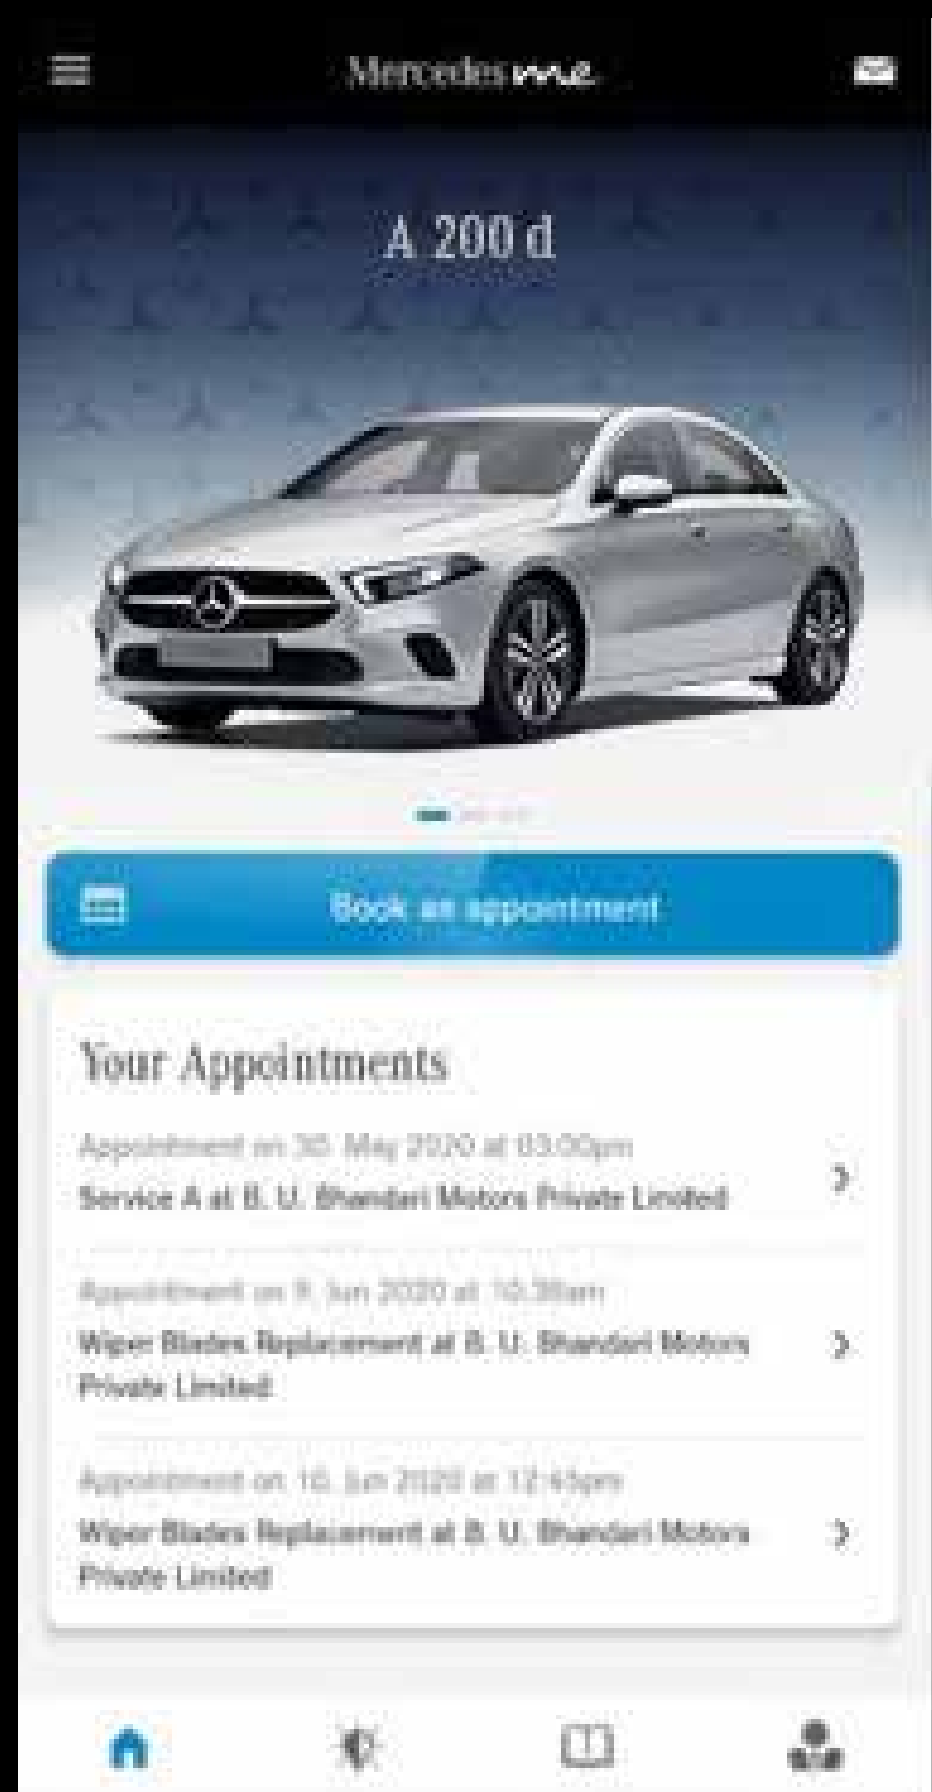 Mercedes me
A 200 d
Book an appointment
Your Appointments
Appointment on 30. May 2020 at 03:00pm
Service A at B. U. Bhandari Motors Private Limited
Appointment on 9. Jun 2020 at
Wiper Blades Replacement at B. U. Bhandari Motors
Private Limited
Appointment on 10. Jun 2020 at 12:45pm
Wiper Blades Replacement at B. U. Bhandari Motors
Private Limited